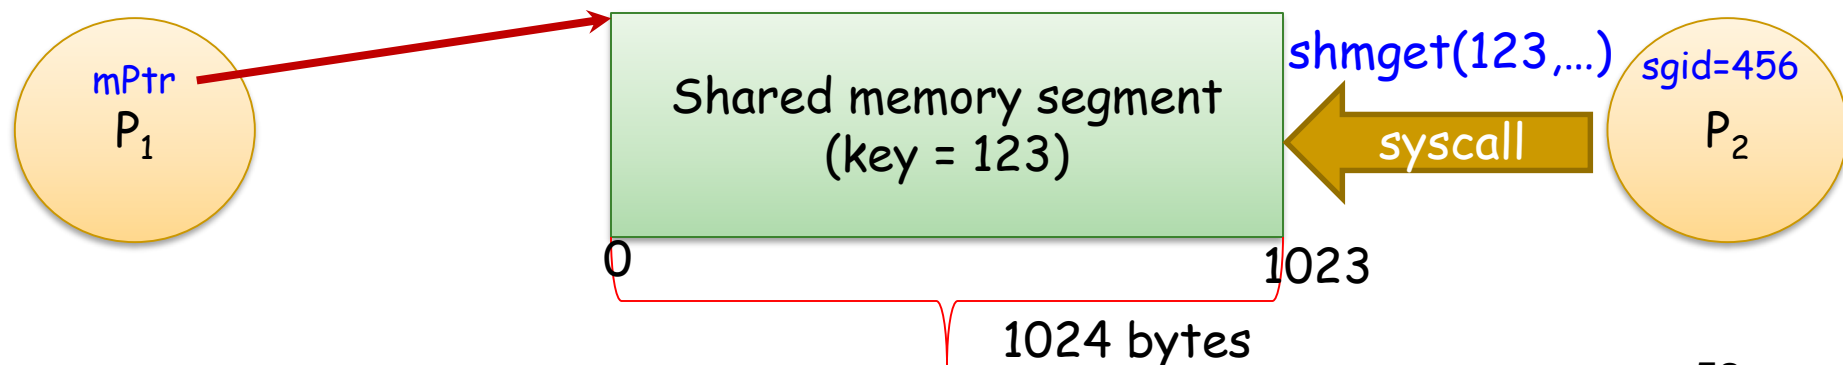 mPtr
P₁
Shared memory segment
(key = 123)
shmget(123,...)
syscall
sgid=456
P₂
0
1023
1024 bytes